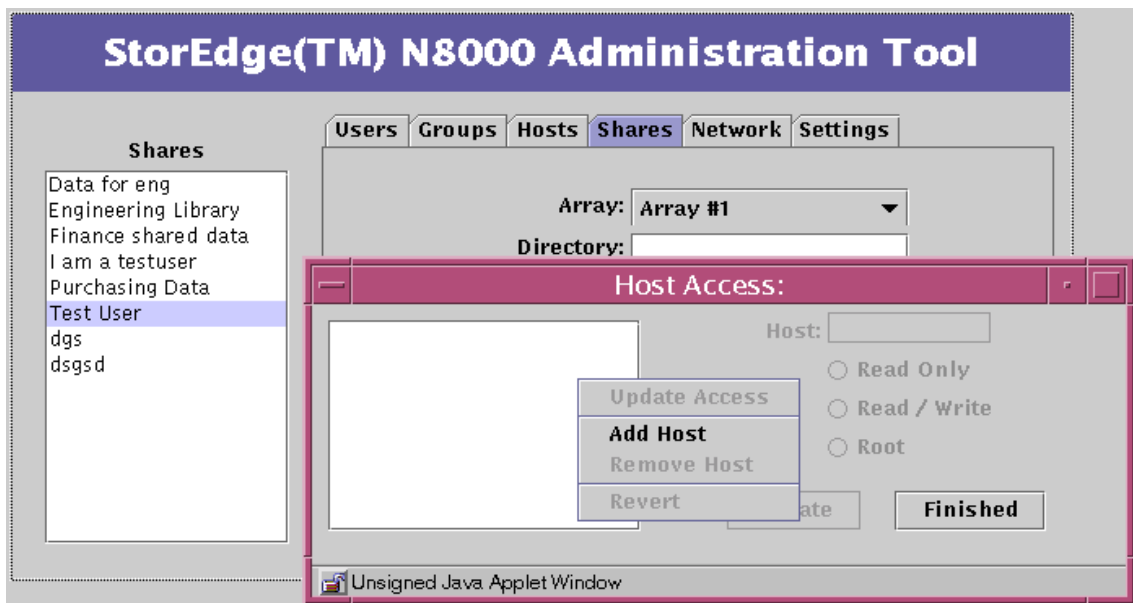 StorEdge(TM) N8000 Administration Tool
Shares
Data for eng
Engineering Library
Finance shared data
I am a testuser
Purchasing Data
Test User
dgs
dsgsd
Users Groups Hosts Shares Network Settings
Array: Array #1
Directory:
Host Access:
Host:
Read Only
Read / Write
Root
Update Access
Add Host
Remove Host
Revert
Finished
Unsigned Java Applet Window